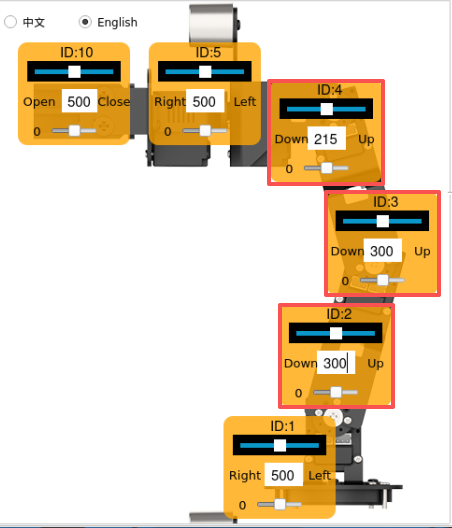 中文 English
ID:10
Open 500 Close
0
ID:5
Right 500 Left
0
ID:4
Down 215 Up
0
ID:3
Down 300 Up
0
ID:2
Down 300 Up
0
ID:1
Right 500 Left
0